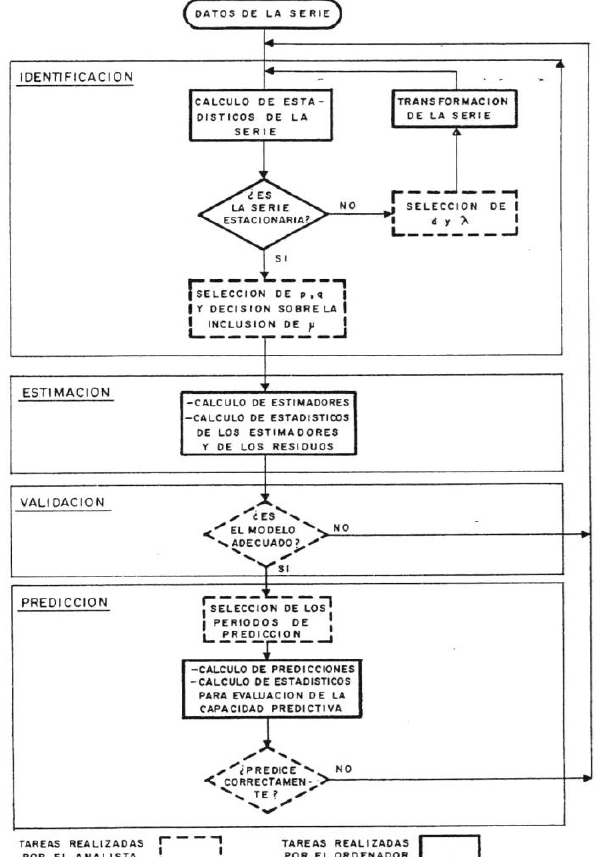 DATOS DE LA SERIE
IDENTIFICACION
CALCULO DE ESTA-
DISTICOS DE LA
SERIE
TRANSFORMACION
DE LA SERIE
¿ES
LA SERIE
ESTACIONARIA?
NO
SELECCION DE
d y λ
SI
SELECCION DE p,q
Y DECISION SOBRE LA
INCLUSION DE μ
ESTIMACION
-CALCULO DE ESTIMADORES
-CALCULO DE ESTADISTICOS
DE LOS ESTIMADORES
Y DE LOS RESIDUOS
VALIDACION
¿ES
EL MODELO
ADECUADO?
NO
SI
PREDICCION
SELECCION DE LOS
PERIODOS DE
PREDICCION
-CALCULO DE PREDICCIONES
-CALCULO DE ESTADISTICOS
PARA EVALUACION DE LA
CAPACIDAD PREDICTIVA
¿PREDICE
CORRECTAMEN-
TE?
NO
TAREAS REALIZADAS
POR EL ANALISTA
TAREAS REALIZADAS
POR EL ORDENADOR